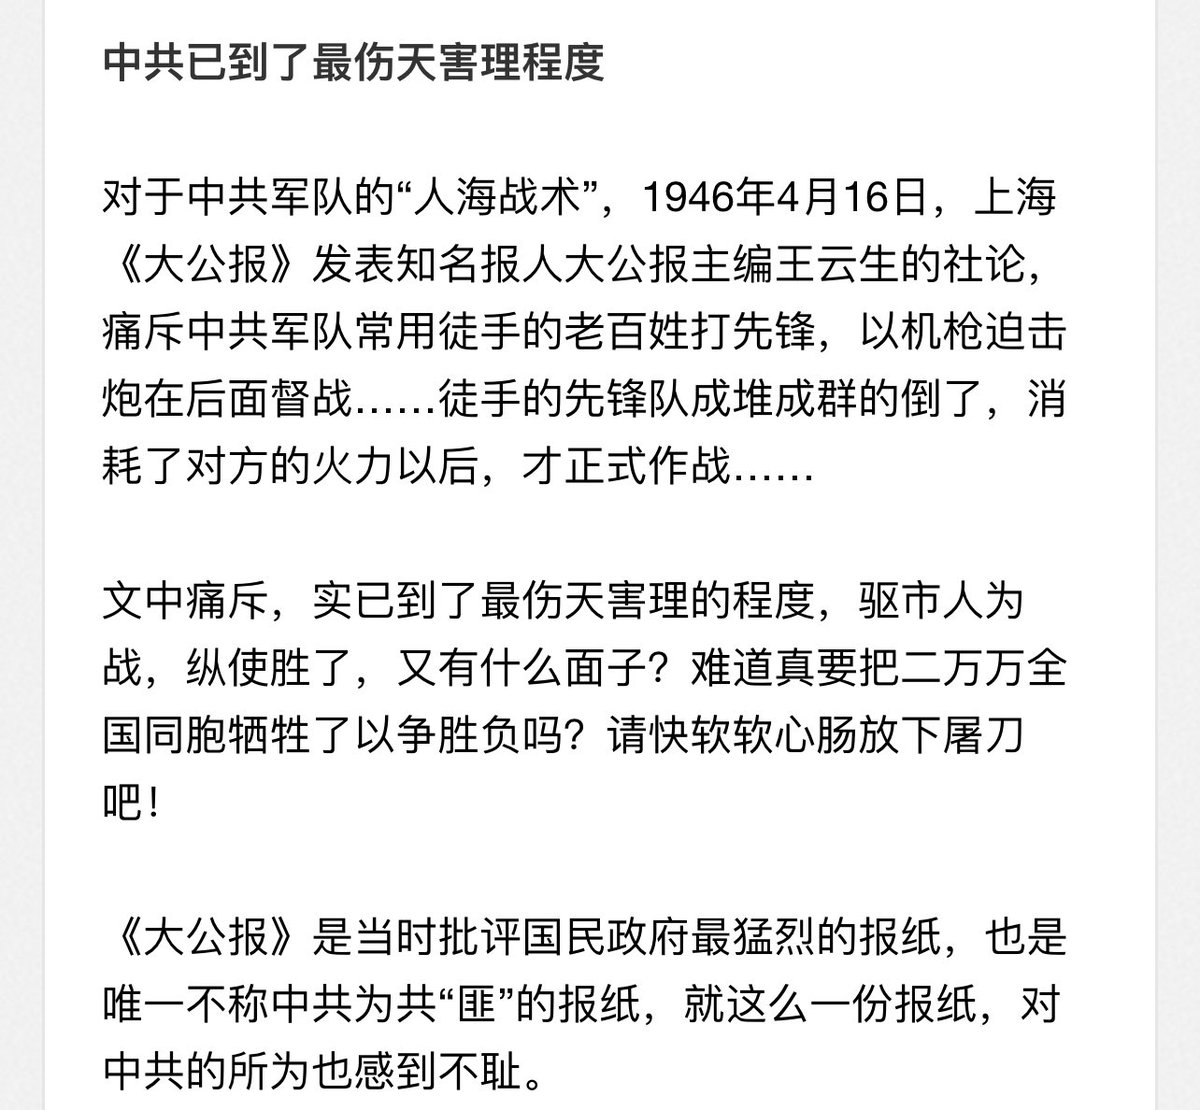 中共已到了最伤天害理程度
对于中共军队的“人海战术”，1946年4月16日，上海
《大公报》发表知名报人大公报主编王云生的社论，
痛斥中共军队常用徒手的老百姓打先锋，以机枪迫击
炮在后面督战……徒手的先锋队成堆成群的倒了，消
耗了对方的火力以后，才正式作战……
文中痛斥，实已到了最伤天害理的程度，驱市人为
战，纵使胜了，又有什么面子？难道真要把二万万全
国同胞牺牲了以争胜负吗？请快软软心肠放下屠刀
吧！
《大公报》是当时批评国民政府最猛烈的报纸，也是
唯一不称中共为共“匪”的报纸，就这么一份报纸，对
中共的所为也感到不耻。